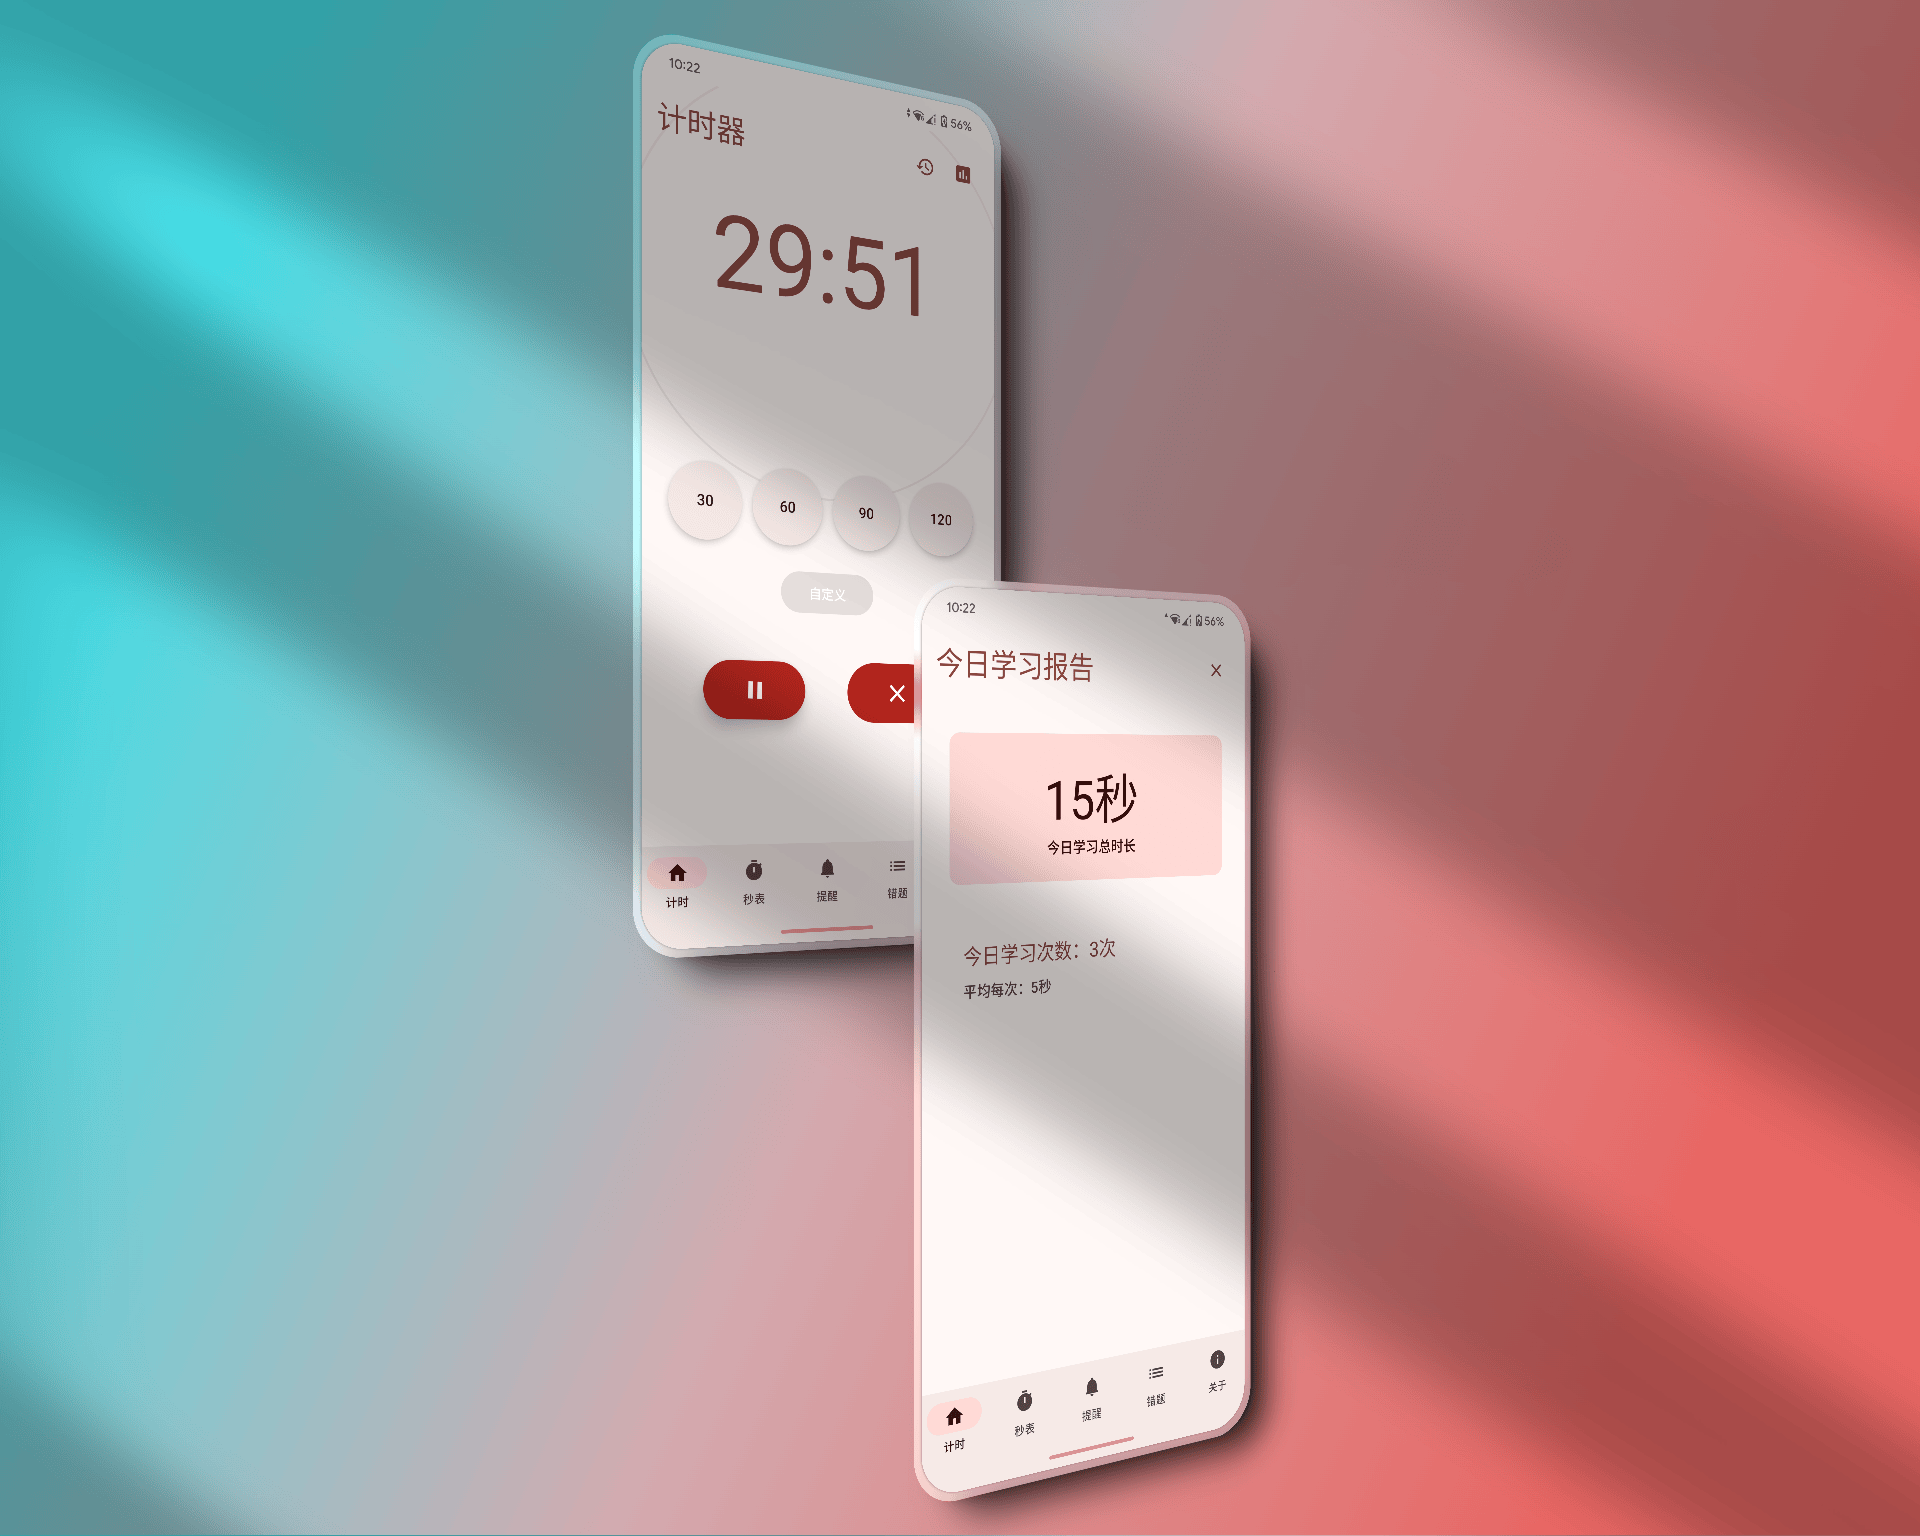 10:22
56%
计时器
29:51
30
60
90
120
自定义
计时
秒表
提醒
错题
10:22
56%
今日学习报告
15秒
今日学习总时长
今日学习次数：3次
平均每次：5秒
计时
秒表
提醒
错题
关于